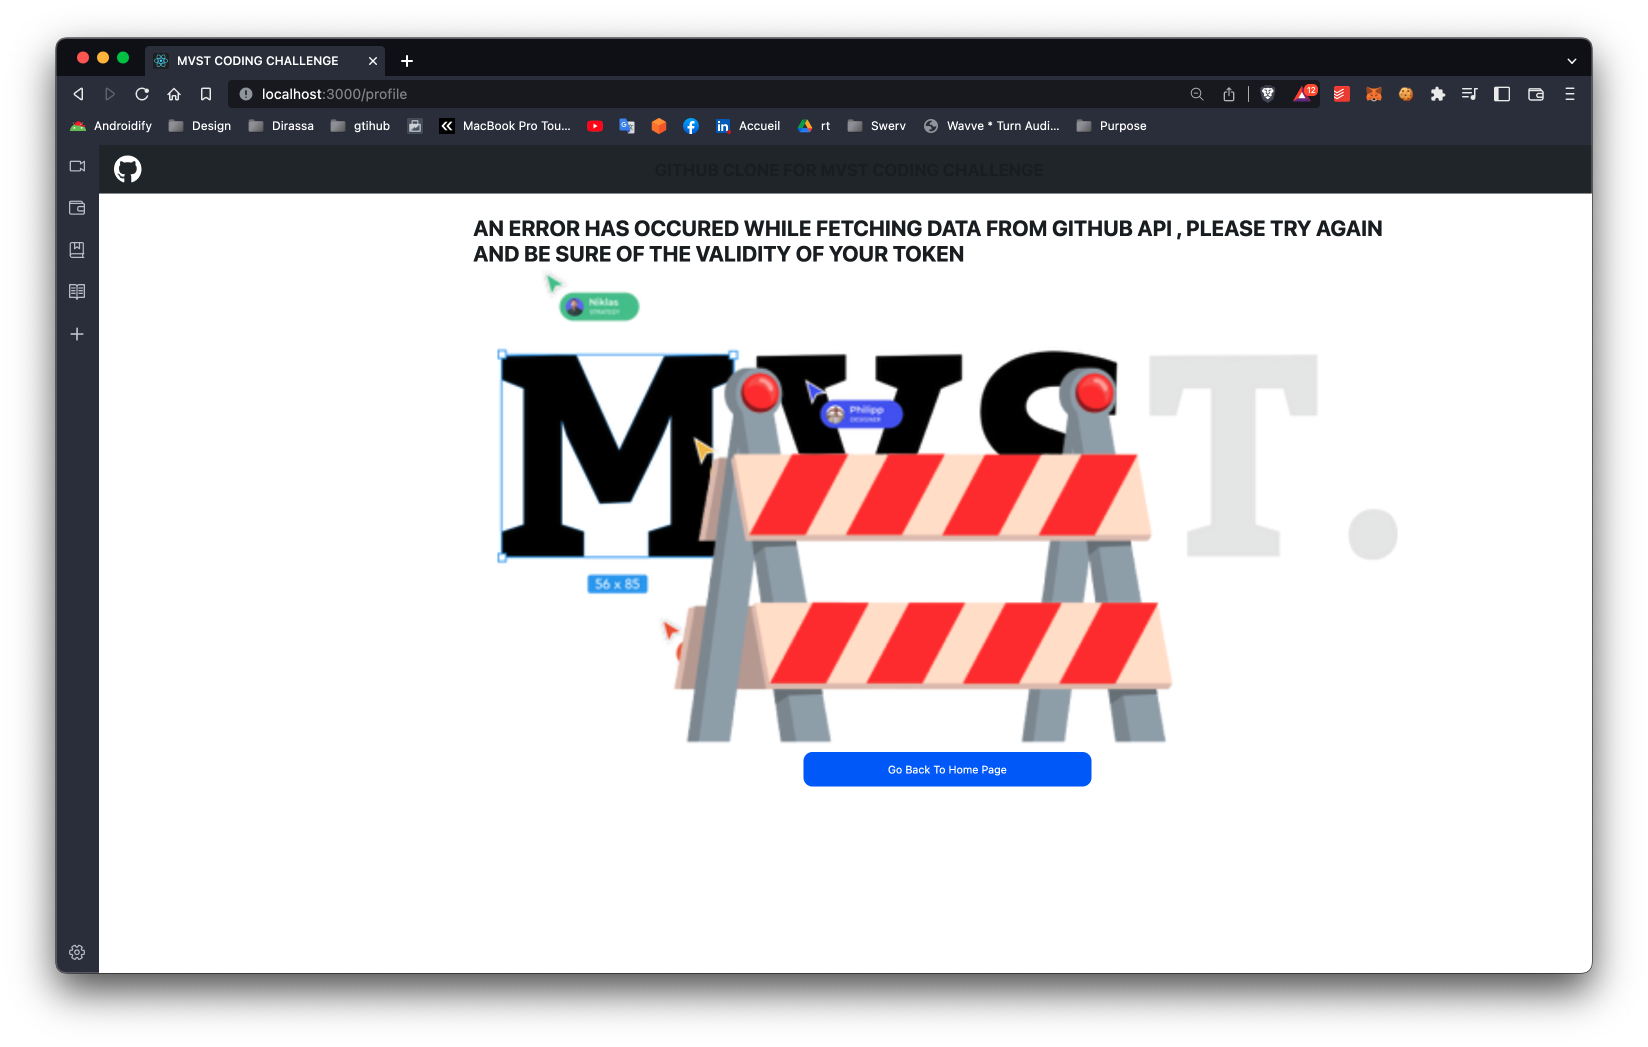 MVST CODING CHALLENGE
localhost:3000/profile
12
Androidify Design Dirassa gtihub MacBook Pro Tou... in Accueil rt Swerv Wavve * Turn Audi... Purpose
GITHUB CLONE FOR MVST CODING CHALLENGE
AN ERROR HAS OCCURED WHILE FETCHING DATA FROM GITHUB API , PLEASE TRY AGAIN
AND BE SURE OF THE VALIDITY OF YOUR TOKEN
Niklas
STRATEGY
MVST.
Philipp
DESIGNER
56 x 85
Go Back To Home Page